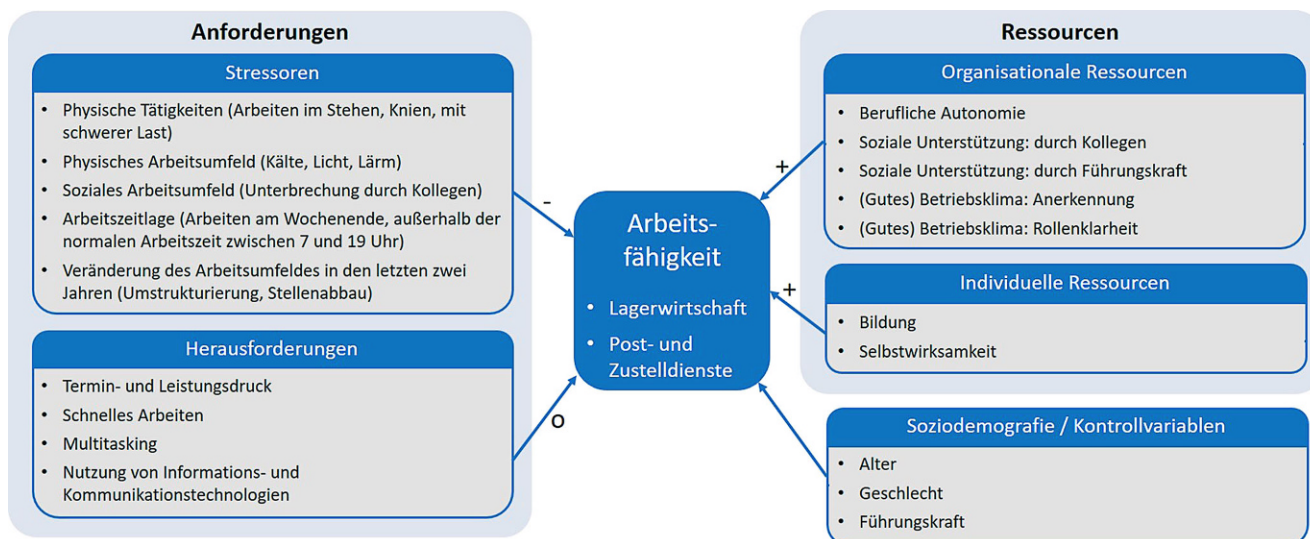 Anforderungen
Stressoren
• Physische Tätigkeiten (Arbeiten im Stehen, Knien, mit
schwerer Last)
• Physisches Arbeitsumfeld (Kälte, Licht, Lärm)
• Soziales Arbeitsumfeld (Unterbrechung durch Kollegen)
• Arbeitszeitlage (Arbeiten am Wochenende, außerhalb der
normalen Arbeitszeit zwischen 7 und 19 Uhr)
• Veränderung des Arbeitsumfeldes in den letzten zwei
Jahren (Umstrukturierung, Stellenabbau)
Herausforderungen
• Termin- und Leistungsdruck
• Schnelles Arbeiten
• Multitasking
• Nutzung von Informations- und
Kommunikationstechnologien
-
o
Arbeits-
fähigkeit
• Lagerwirtschaft
• Post- und
Zustelldienste
+
+
Ressourcen
Organisationale Ressourcen
• Berufliche Autonomie
• Soziale Unterstützung: durch Kollegen
• Soziale Unterstützung: durch Führungskraft
• (Gutes) Betriebsklima: Anerkennung
• (Gutes) Betriebsklima: Rollenklarheit
Individuelle Ressourcen
• Bildung
• Selbstwirksamkeit
Soziodemografie / Kontrollvariablen
• Alter
• Geschlecht
• Führungskraft